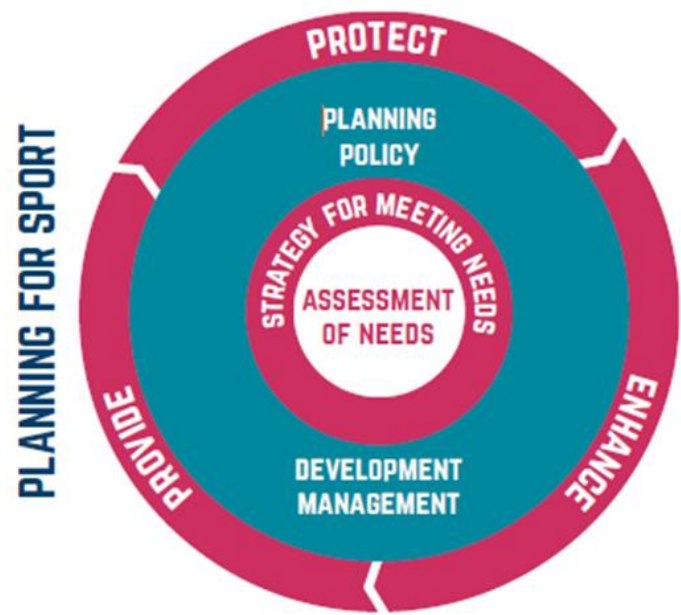 PLANNING FOR SPORT
PROTECT
PLANNING
POLICY
STRATEGY FOR MEETING NEEDS
ASSESSMENT
OF NEEDS
PROVIDE
ENHANCE
DEVELOPMENT
MANAGEMENT